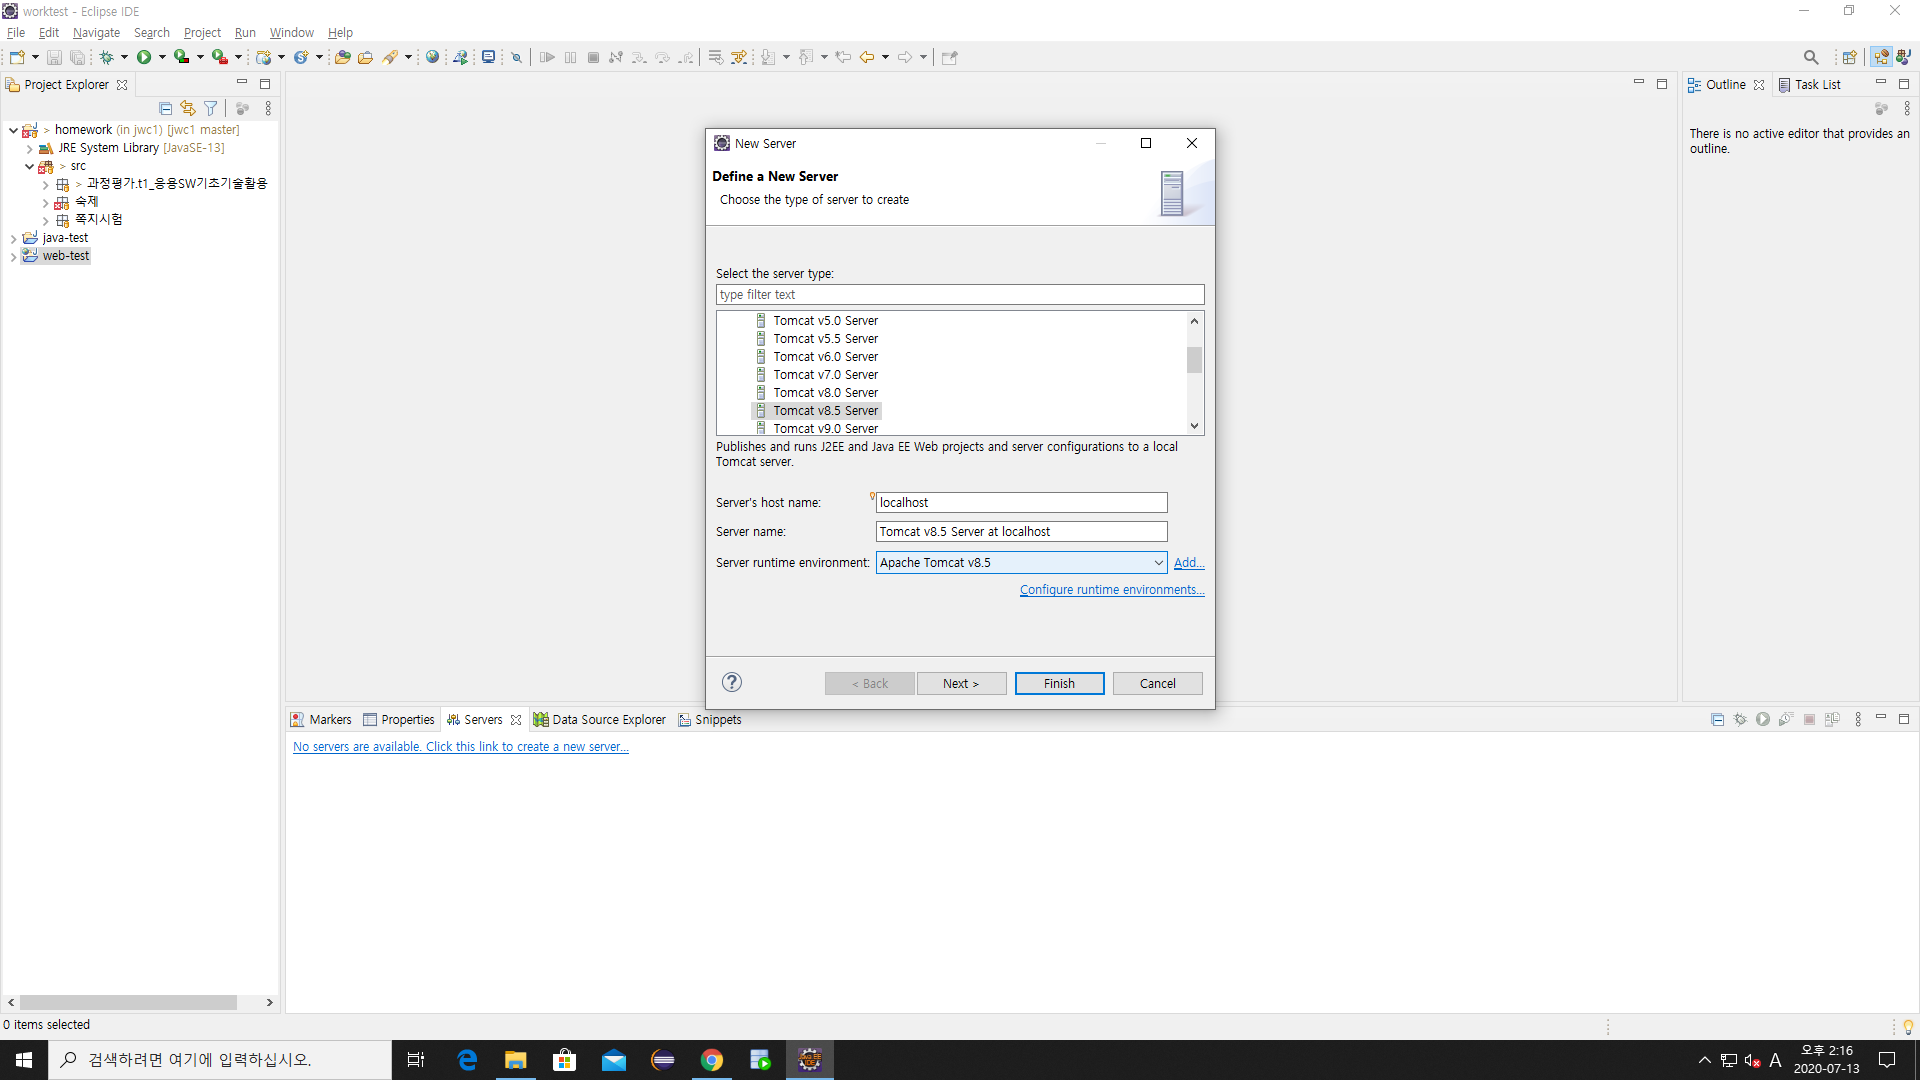 worktest - Eclipse IDE
File Edit Navigate Search Project Run Window Help
Project Explorer
> homework (in jwc1) [jwc1 master]
JRE System Library [JavaSE-13]
> src
> 과정평가.t1_응용SW기초기술활용
숙제
쪽지시험
java-test
web-test
Outline
Task List
There is no active editor that provides an
outline.
New Server
Define a New Server
Choose the type of server to create
Select the server type:
type filter text
Tomcat v5.0 Server
Tomcat v5.5 Server
Tomcat v6.0 Server
Tomcat v7.0 Server
Tomcat v8.0 Server
Tomcat v8.5 Server
Tomcat v9.0 Server
Publishes and runs J2EE and Java EE Web projects and server configurations to a local
Tomcat server.
Server's host name: localhost
Server name: Tomcat v8.5 Server at localhost
Server runtime environment: Apache Tomcat v8.5 Add...
Configure runtime environments...
< Back Next > Finish Cancel
Markers Properties Servers Data Source Explorer Snippets
No servers are available. Click this link to create a new server...
0 items selected
검색하려면 여기에 입력하십시오.
A
오후 2:16
2020-07-13